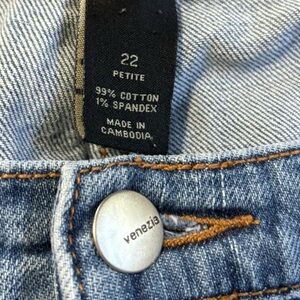 22
PETITE
99% COTTON
1% SPANDEX
MADE IN
CAMBODIA
venezia